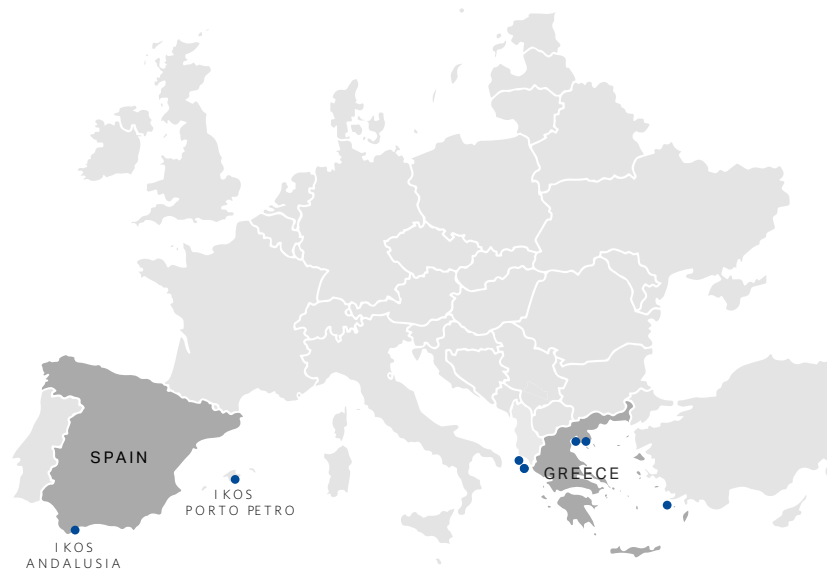 SPAIN
GREECE
IKOS
PORTO PETRO
IKOS
ANDALUSIA